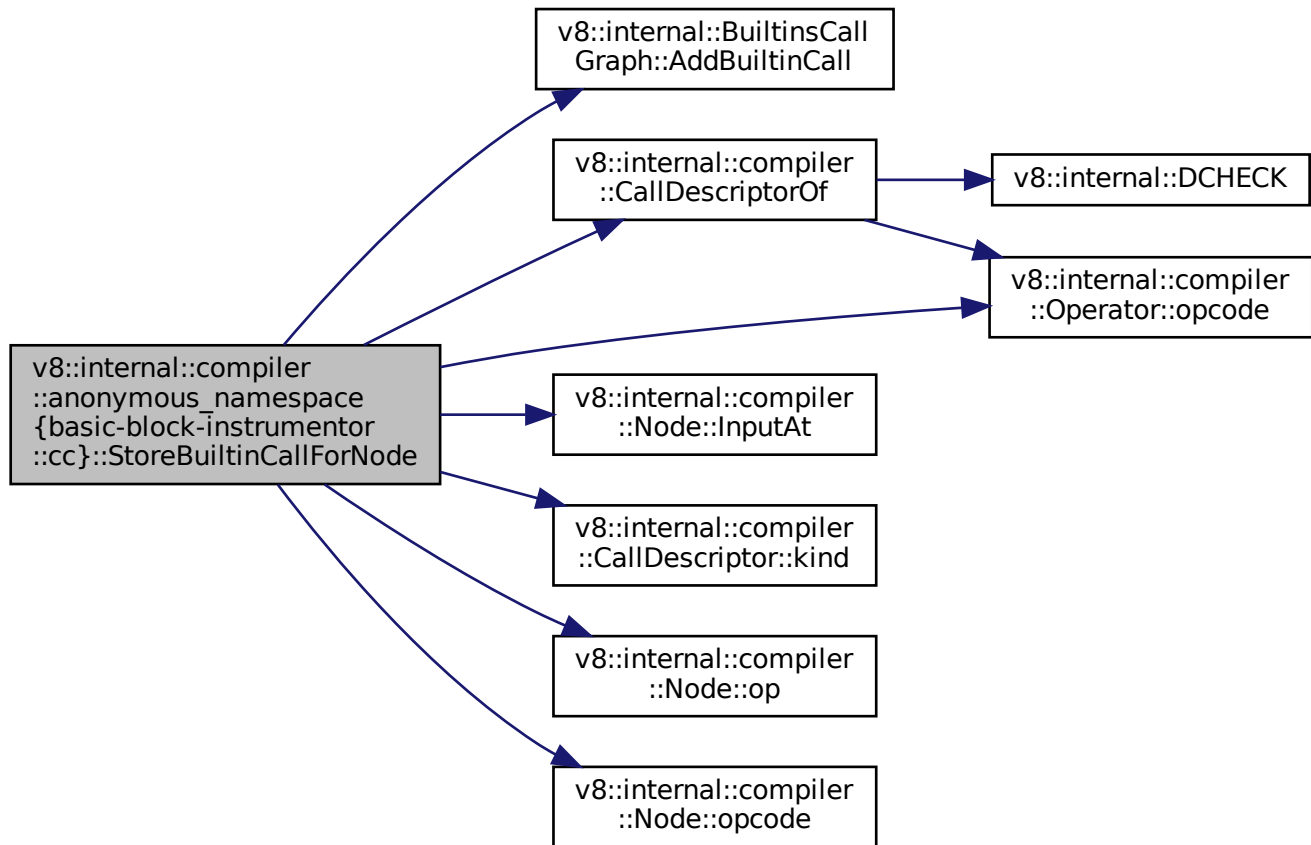 v8::internal::BuiltinsCall
Graph::AddBuiltinCall
v8::internal::compiler
::CallDescriptorOf
v8::internal::DCHECK
v8::internal::compiler
::Operator::opcode
v8::internal::compiler
::anonymous_namespace
{basic-block-instrumentor
::cc}::StoreBuiltinCallForNode
v8::internal::compiler
::Node::InputAt
v8::internal::compiler
::CallDescriptor::kind
v8::internal::compiler
::Node::op
v8::internal::compiler
::Node::opcode